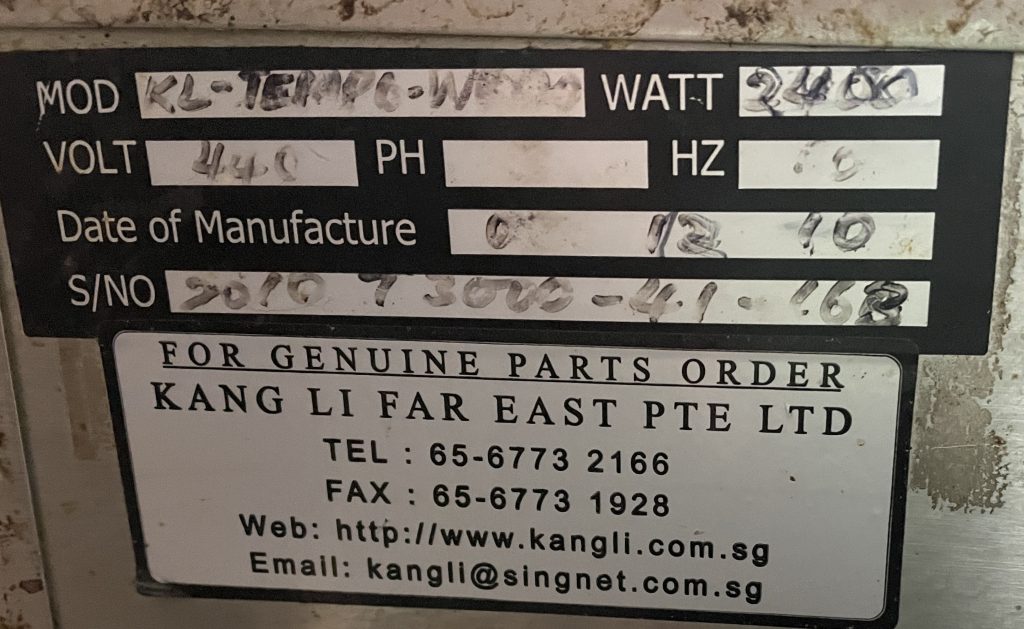 MOD WATT 2400
VOLT 440 PH HZ
Date of Manufacture 12 10
S/NO
FOR GENUINE PARTS ORDER
KANG LI FAR EAST PTE LTD
TEL : 65-6773 2166
FAX : 65-6773 1928
Web: http://www.kangli.com.sg
Email: kangli@singnet.com.sg